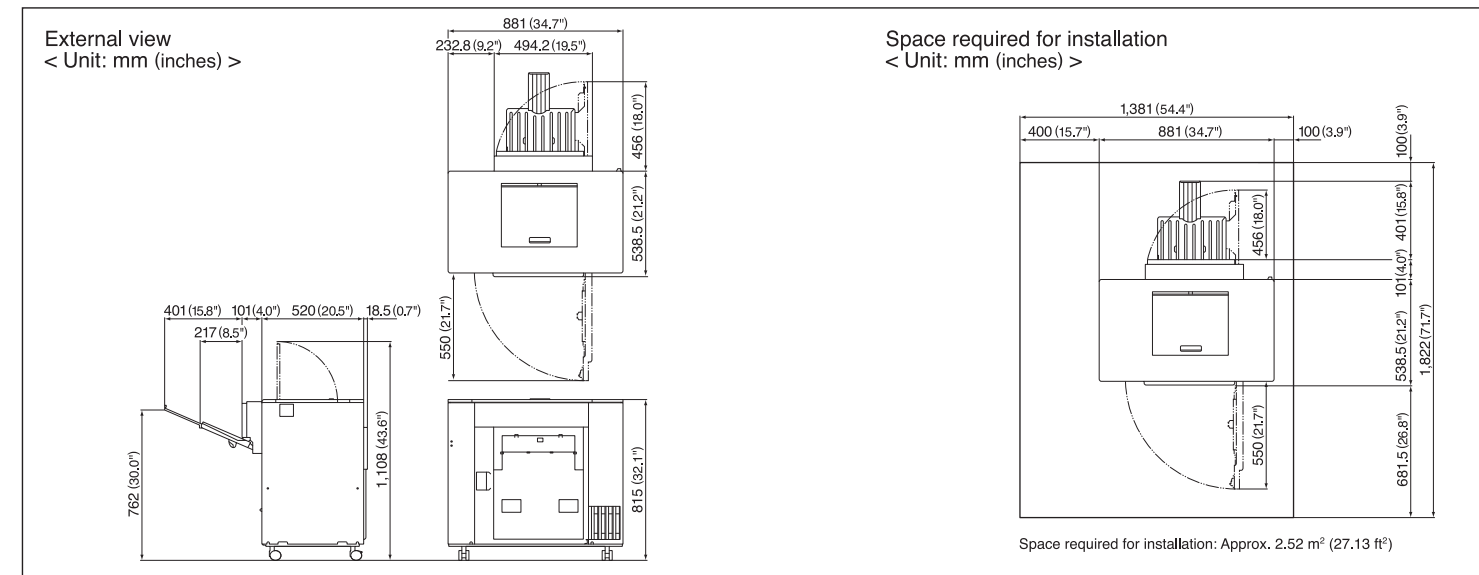 External view
< Unit: mm (inches) >
881 (34.7")
232.8 (9.2") 494.2 (19.5")
456 (18.0")
538.5 (21.2")
550 (21.7")
401 (15.8") 101 (4.0") 520 (20.5") 18.5 (0.7")
217 (8.5")
762 (30.0")
1,108 (43.6")
815 (32.1")
Space required for installation
< Unit: mm (inches) >
1,381 (54.4")
400 (15.7") 881 (34.7") 100 (3.9")
100 (3.9")
401 (15.8")
456 (18.0")
101 (4.0")
538.5 (21.2")
1,822 (71.7")
550 (21.7")
681.5 (26.8")
Space required for installation: Approx. 2.52 m² (27.13 ft²)